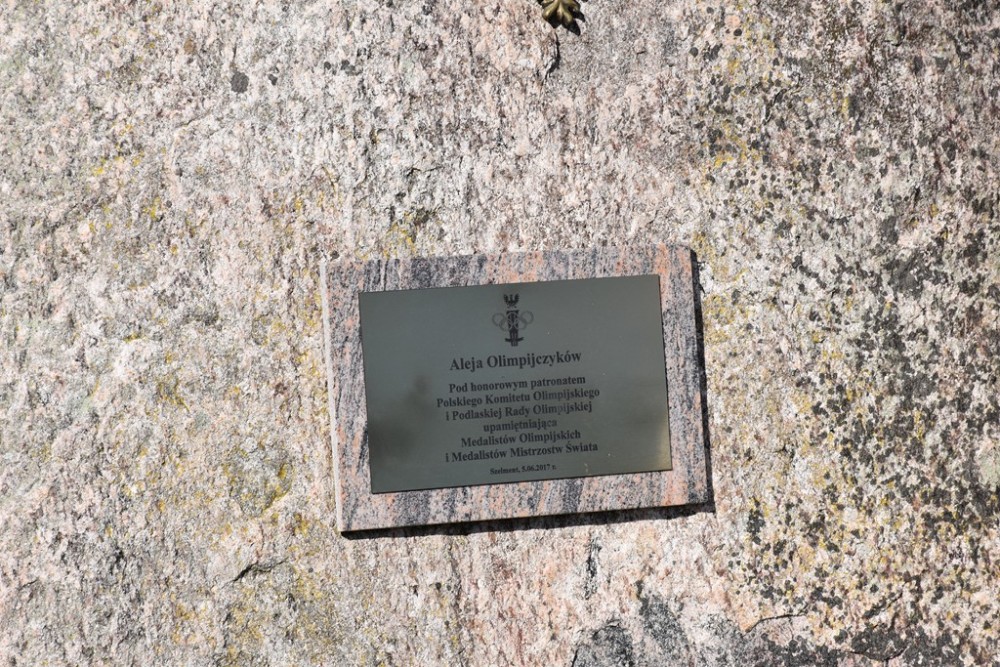 Aleja Olimpijczyków
Pod honorowym patronatem
Polskiego Komitetu Olimpijskiego
i Podlaskiej Rady Olimpijskiej
upamiętniająca
Medalistów Olimpijskich
i Medalistów Mistrzostw Świata
Szelment, 5.06.2017 r.